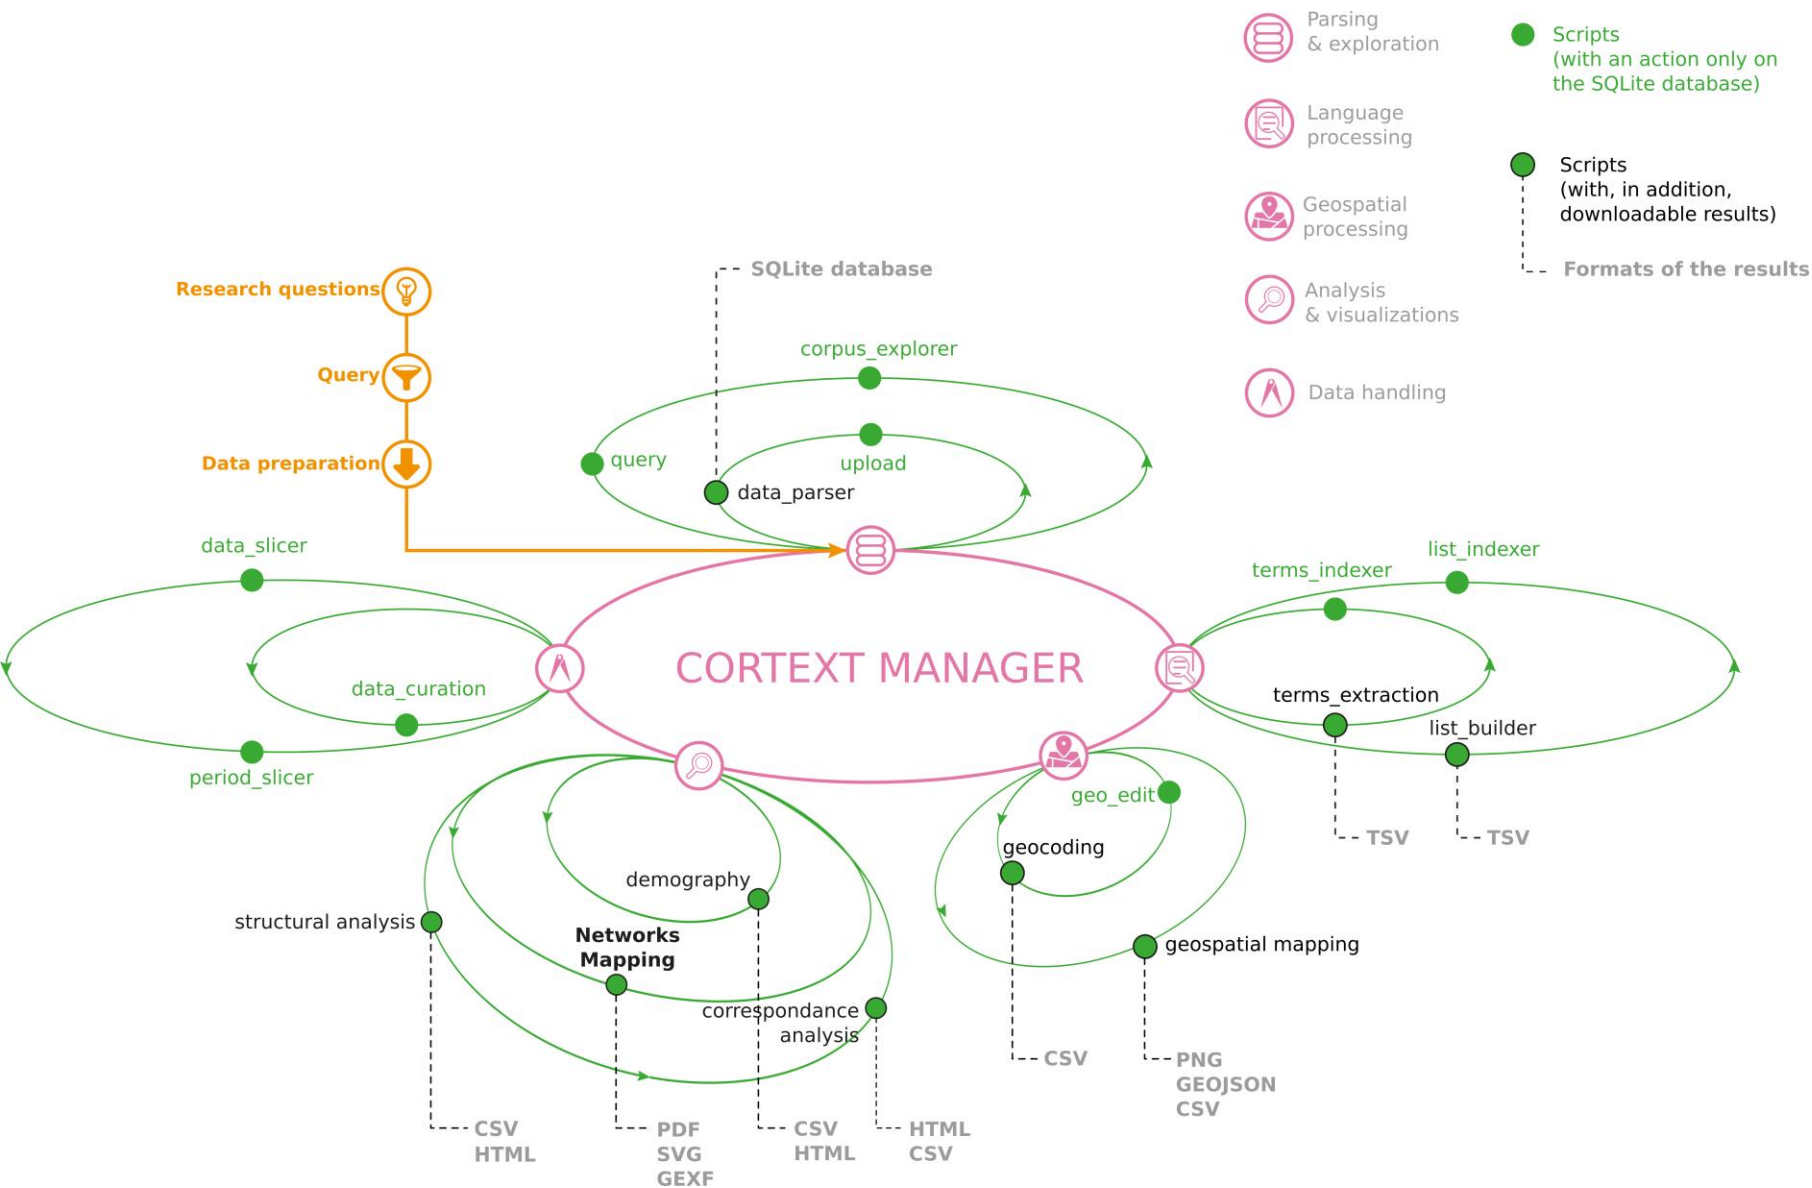 Parsing
& exploration
Scripts
(with an action only on
the SQLite database)
Language
processing
Scripts
(with, in addition,
downloadable results)
Geospatial
processing
Formats of the results
Analysis
& visualizations
Data handling
Research questions
Query
Data preparation
SQLite database
corpus_explorer
query
upload
data_parser
data_slicer
data_curation
period_slicer
CORTEXT MANAGER
list_indexer
terms_indexer
terms_extraction
list_builder
TSV
TSV
geo_edit
geocoding
geospatial mapping
CSV
PNG
GEOJSON
CSV
demography
structural analysis
Networks
Mapping
correspondance
analysis
CSV
HTML
PDF
SVG
GEXF
CSV
HTML
HTML
CSV